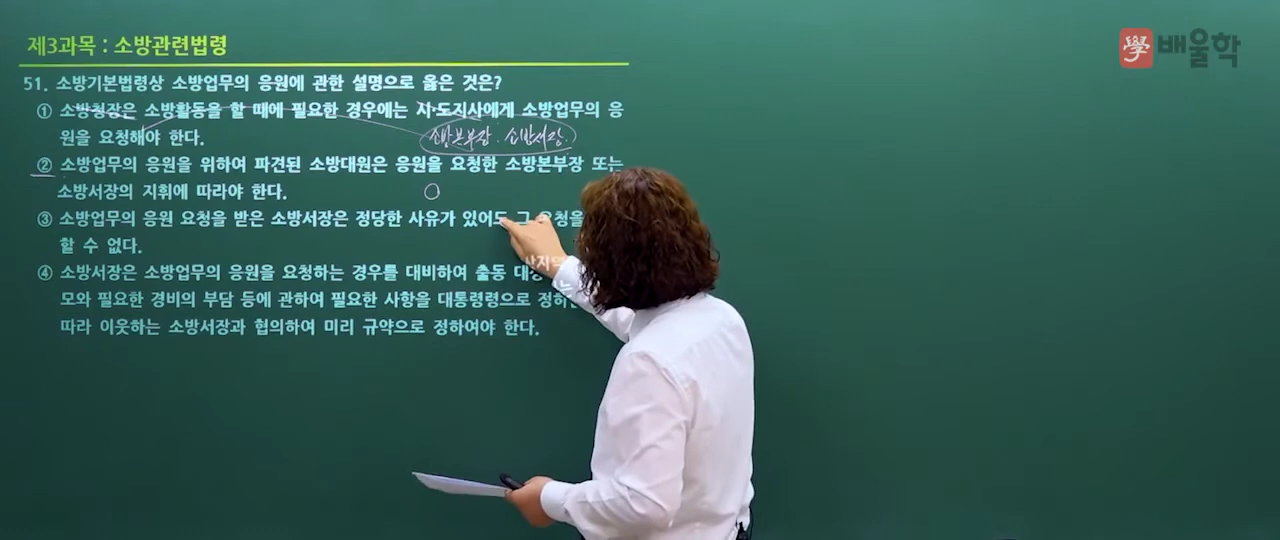 제3과목 : 소방관련법령
學 배울학
51. 소방기본법령상 소방업무의 응원에 관한 설명으로 옳은 것은?
① 소방청장은 소방활동을 할 때에 필요한 경우에는 시·도지사에게 소방업무의 응
원을 요청해야 한다.
소방본부장. 소방서장.
② 소방업무의 응원을 위하여 파견된 소방대원은 응원을 요청한 소방본부장 또는
소방서장의 지휘에 따라야 한다.
③ 소방업무의 응원 요청을 받은 소방서장은 정당한 사유가 있어도 그 요청을
할 수 없다.
④ 소방서장은 소방업무의 응원을 요청하는 경우를 대비하여 출동
모와 필요한 경비의 부담 등에 관하여 필요한 사항을 대통령령으로
따라 이웃하는 소방서장과 협의하여 미리 규약으로 정하여야 한다.